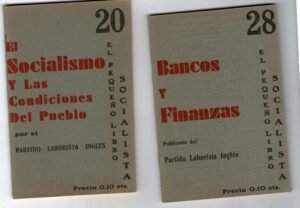 20
El
Socialismo
Y Las
Condiciones
Del Pueblo
por el
PARTIDO LABORISTA INGLES
EL PEQUEÑO LIBRO
SOCIALISTA
Precio 0.10 cts.
28
Bancos
Y
Finanzas
Publicado del
Partido Laborista Inglés
EL PEQUEÑO LIBRO
SOCIALISTA
Precio 0.10 cts.